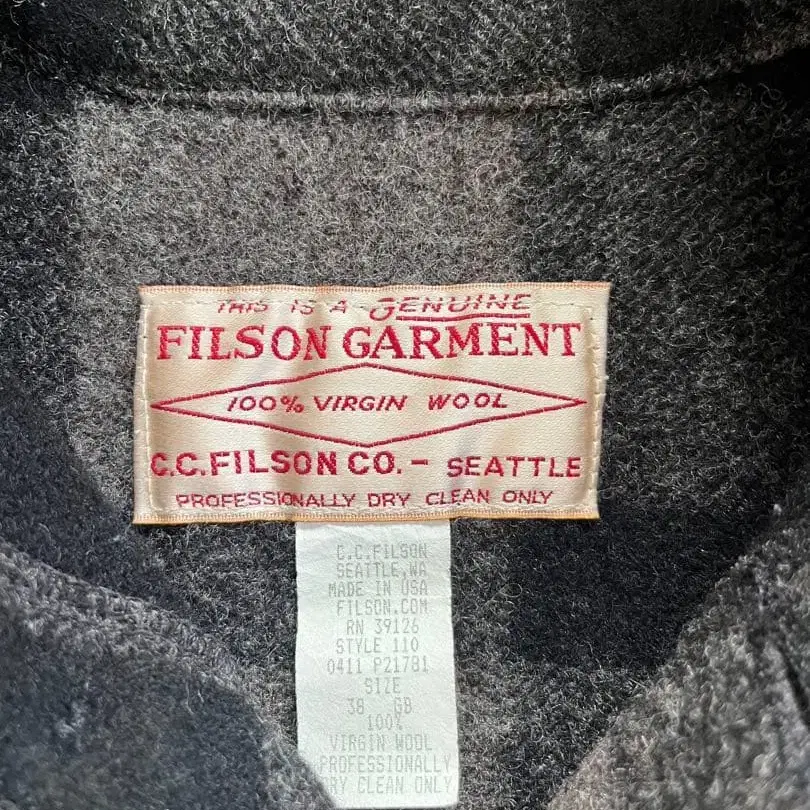 THIS IS A GENUINE
FILSON GARMENT
100% VIRGIN WOOL
C.C.FILSON CO. - SEATTLE
PROFESSIONALLY DRY CLEAN ONLY
C.C.FILSON
SEATTLE,WA
MADE IN USA
FILSON.COM
RN 39126
STYLE 110
0411 P21781
SIZE
38 GB
100%
VIRGIN WOOL
PROFESSIONALLY
RY CLEAN ONLY